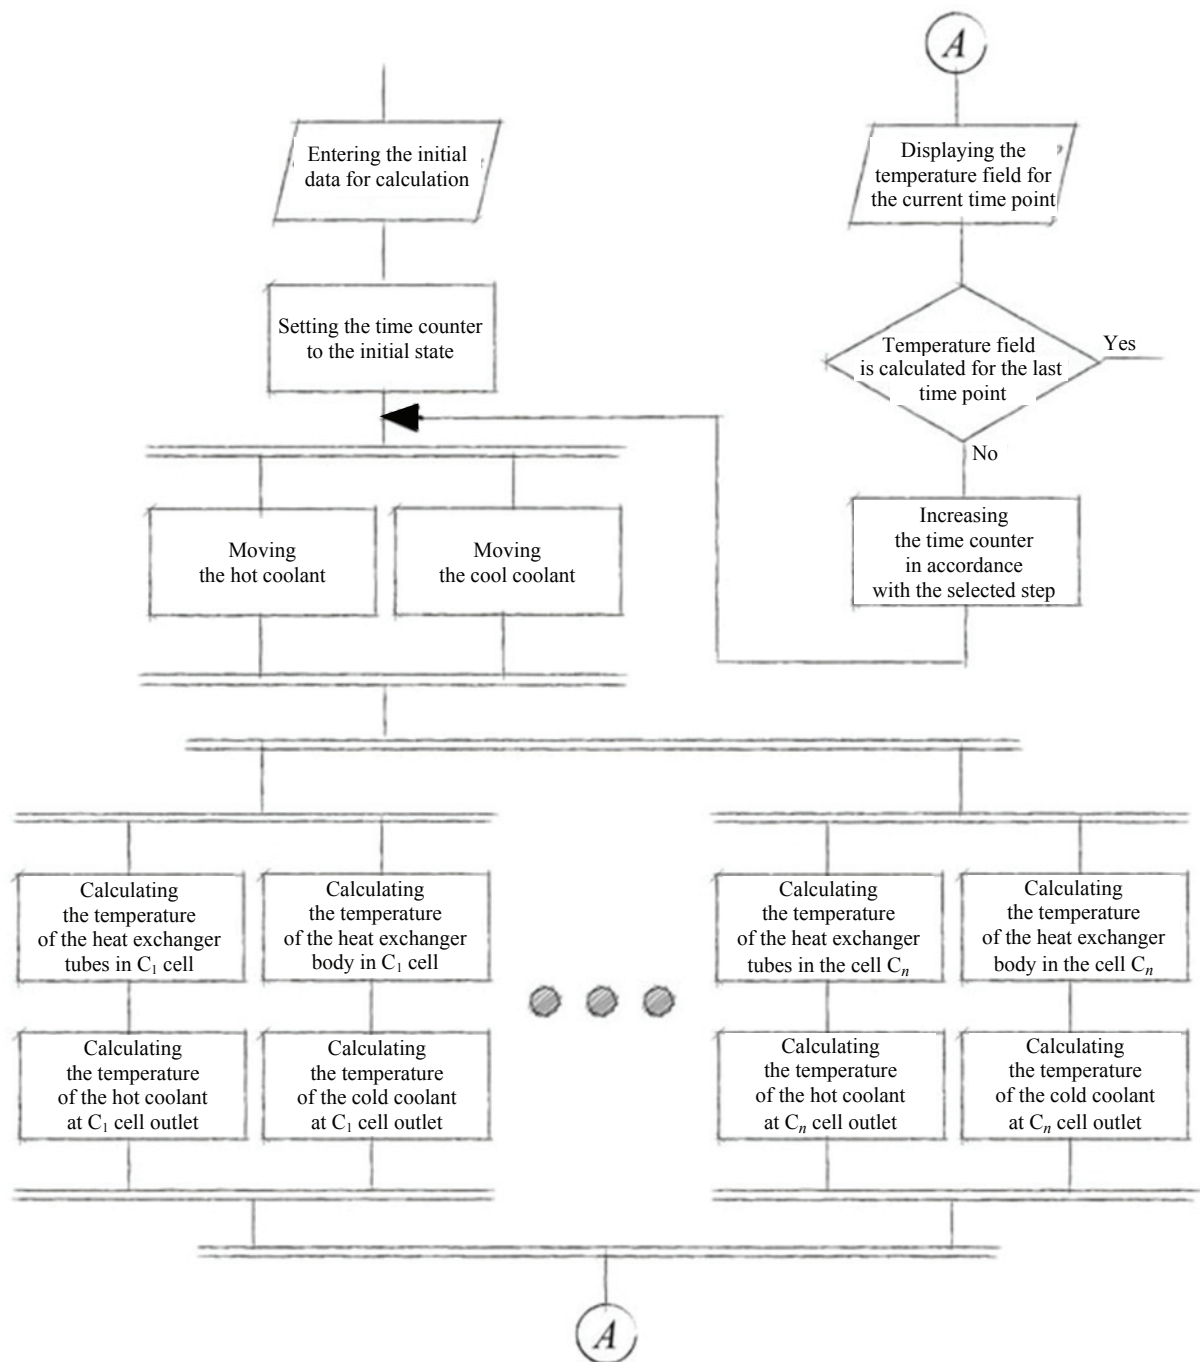 A
Entering the initial
data for calculation
Displaying the
temperature field for
the current time point
Setting the time counter
to the initial state
Temperature field
is calculated for the last
time point
Yes
No
Moving
the hot coolant
Moving
the cool coolant
Increasing
the time counter
in accordance
with the selected step
Calculating
the temperature
of the heat exchanger
tubes in C₁ cell
Calculating
the temperature
of the heat exchanger
body in C₁ cell
Calculating
the temperature
of the heat exchanger
tubes in the cell Cₙ
Calculating
the temperature
of the heat exchanger
body in the cell Cₙ
Calculating
the temperature
of the hot coolant
at C₁ cell outlet
Calculating
the temperature
of the cold coolant
at C₁ cell outlet
Calculating
the temperature
of the hot coolant
at Cₙ cell outlet
Calculating
the temperature
of the cold coolant
at Cₙ cell outlet
A